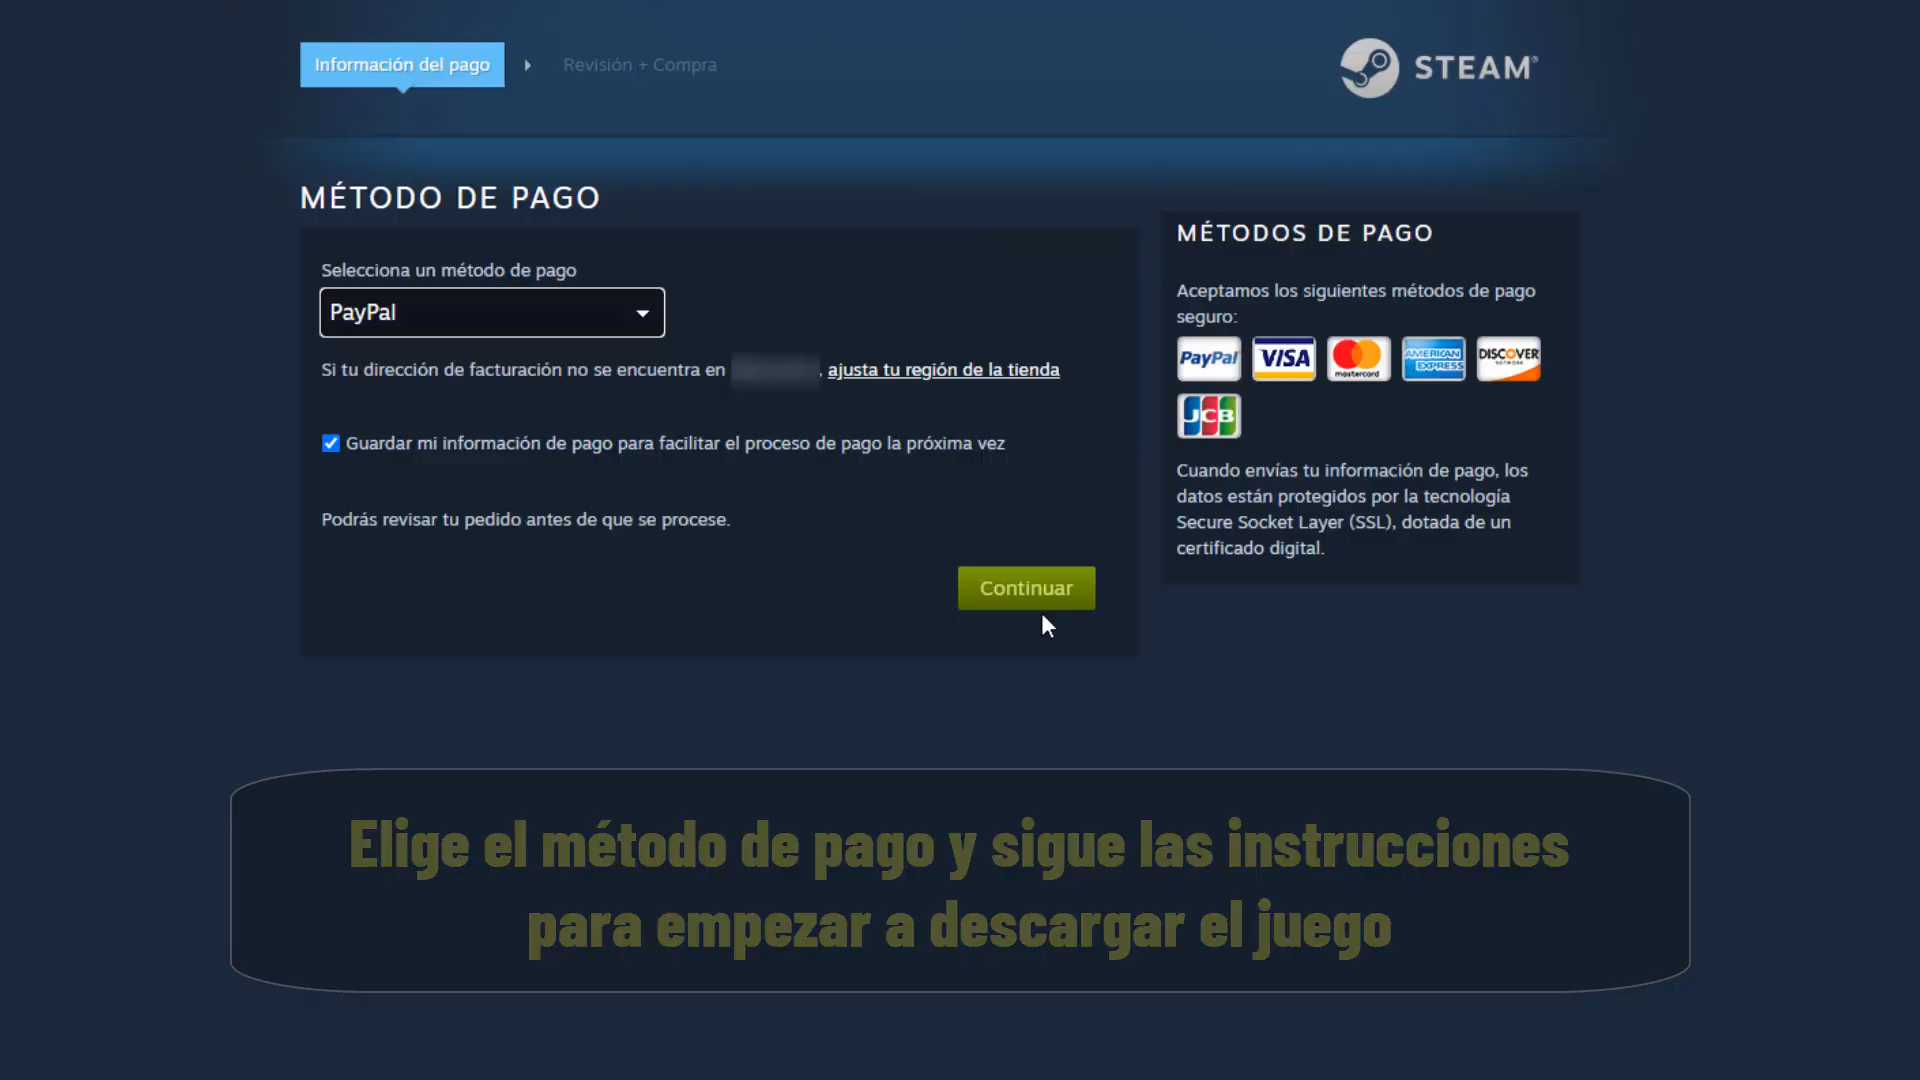 Información del pago
Revisión + Compra
STEAM®
MÉTODO DE PAGO
Selecciona un método de pago
PayPal
Si tu dirección de facturación no se encuentra en , ajusta tu región de la tienda
Guardar mi información de pago para facilitar el proceso de pago la próxima vez
Podrás revisar tu pedido antes de que se procese.
Continuar
MÉTODOS DE PAGO
Aceptamos los siguientes métodos de pago
seguro:
PayPal VISA mastercard AMERICAN EXPRESS DISCOVER NETWORK
JCB
Cuando envías tu información de pago, los
datos están protegidos por la tecnología
Secure Socket Layer (SSL), dotada de un
certificado digital.
Elige el método de pago y sigue las instrucciones
para empezar a descargar el juego